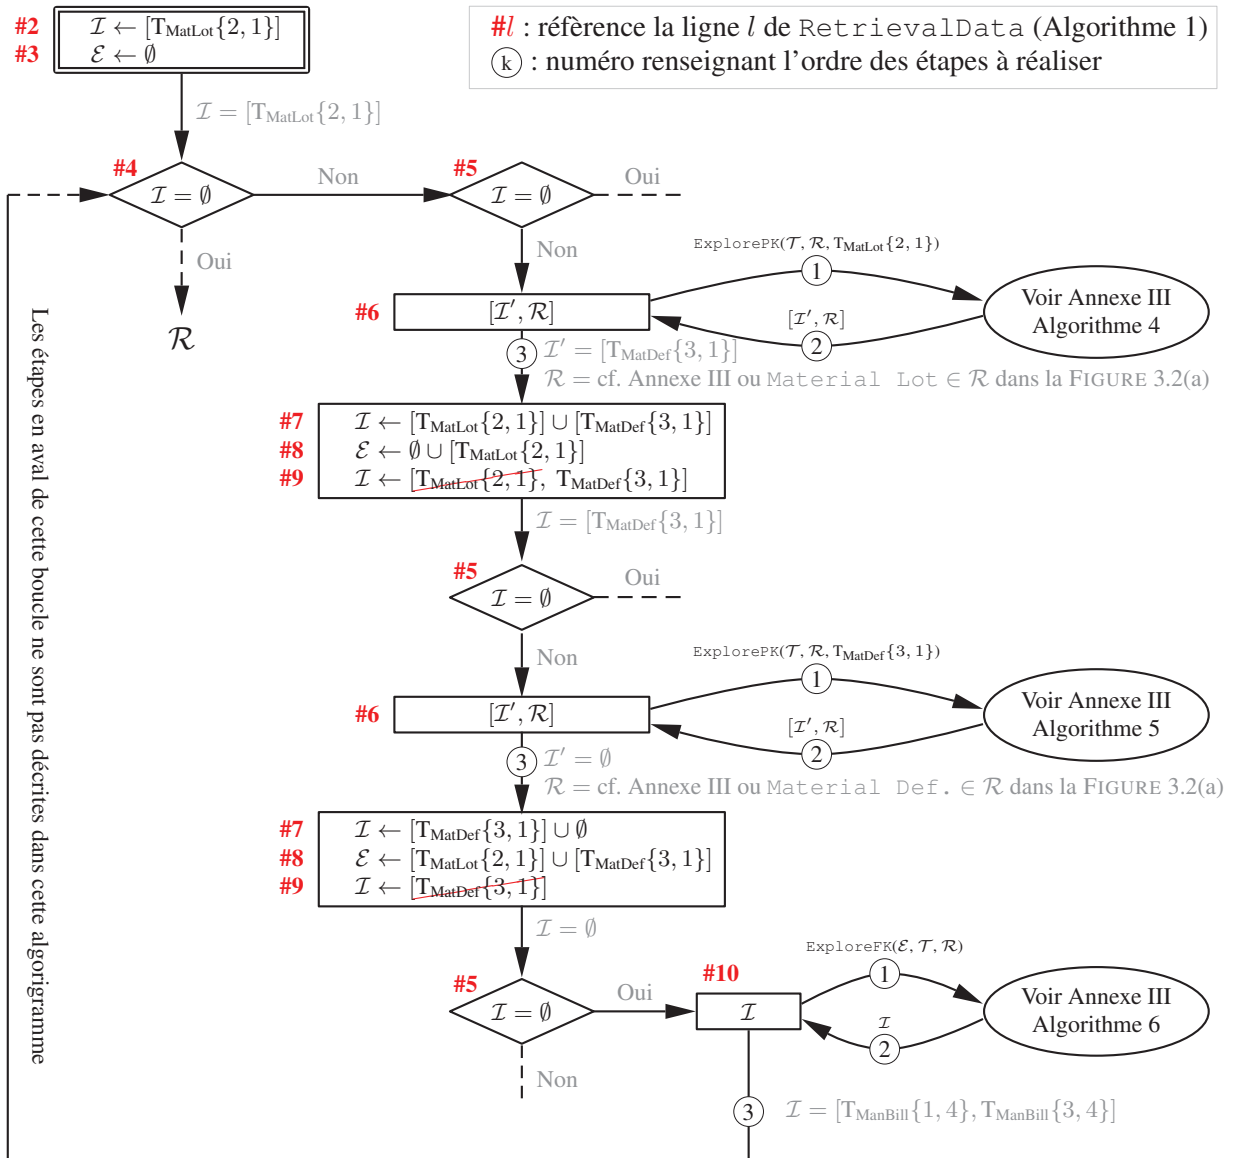 #2 ℐ ← [T_MatLot{2, 1}]
#3 ℰ ← ∅
#l : réfèrence la ligne l de RetrievalData (Algorithme 1)
k : numéro renseignant l'ordre des étapes à réaliser
ℐ = [T_MatLot{2, 1}]
#4 ℐ = ∅
Non
#5 ℐ = ∅
Oui
Oui
ℛ
Non
ExplorePK(𝒯, ℛ, T_MatLot{2, 1})
1
#6 [ℐ′, ℛ]
[ℐ′, ℛ]
2
Voir Annexe III
Algorithme 4
3 ℐ′ = [T_MatDef{3, 1}]
ℛ = cf. Annexe III ou Material Lot ∈ ℛ dans la FIGURE 3.2(a)
#7 ℐ ← [T_MatLot{2, 1}] ∪ [T_MatDef{3, 1}]
#8 ℰ ← ∅ ∪ [T_MatLot{2, 1}]
#9 ℐ ← [T_MatLot{2, 1}, T_MatDef{3, 1}]
ℐ = [T_MatDef{3, 1}]
#5 ℐ = ∅
Oui
Non
ExplorePK(𝒯, ℛ, T_MatDef{3, 1})
1
#6 [ℐ′, ℛ]
[ℐ′, ℛ]
2
Voir Annexe III
Algorithme 5
3 ℐ′ = ∅
ℛ = cf. Annexe III ou Material Def. ∈ ℛ dans la FIGURE 3.2(a)
#7 ℐ ← [T_MatDef{3, 1}] ∪ ∅
#8 ℰ ← [T_MatLot{2, 1}] ∪ [T_MatDef{3, 1}]
#9 ℐ ← [T_MatDef{3, 1}]
ℐ = ∅
#5 ℐ = ∅
Oui
Non
#10 ℐ
ExploreFK(ℰ, 𝒯, ℛ)
1
ℐ
2
Voir Annexe III
Algorithme 6
3 ℐ = [T_ManBill{1, 4}, T_ManBill{3, 4}]
Les étapes en aval de cette boucle ne sont pas décrites dans cette algorigramme